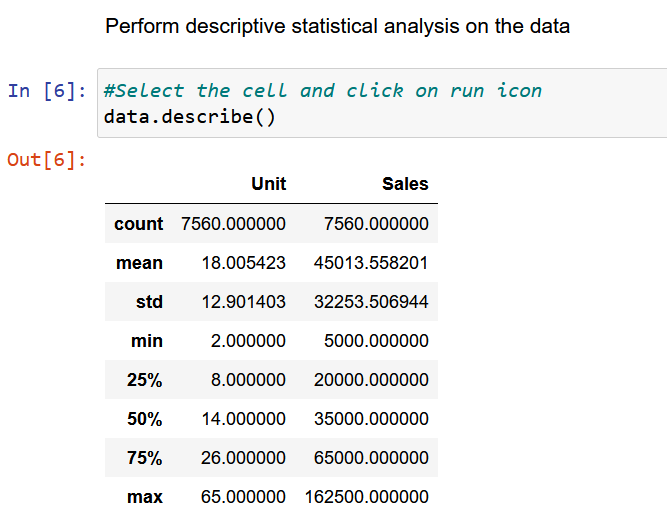 Perform descriptive statistical analysis on the data
In [6]: #Select the cell and click on run icon
data.describe()
Out[6]:
Unit Sales
count 7560.000000 7560.000000
mean 18.005423 45013.558201
std 12.901403 32253.506944
min 2.000000 5000.000000
25% 8.000000 20000.000000
50% 14.000000 35000.000000
75% 26.000000 65000.000000
max 65.000000 162500.000000